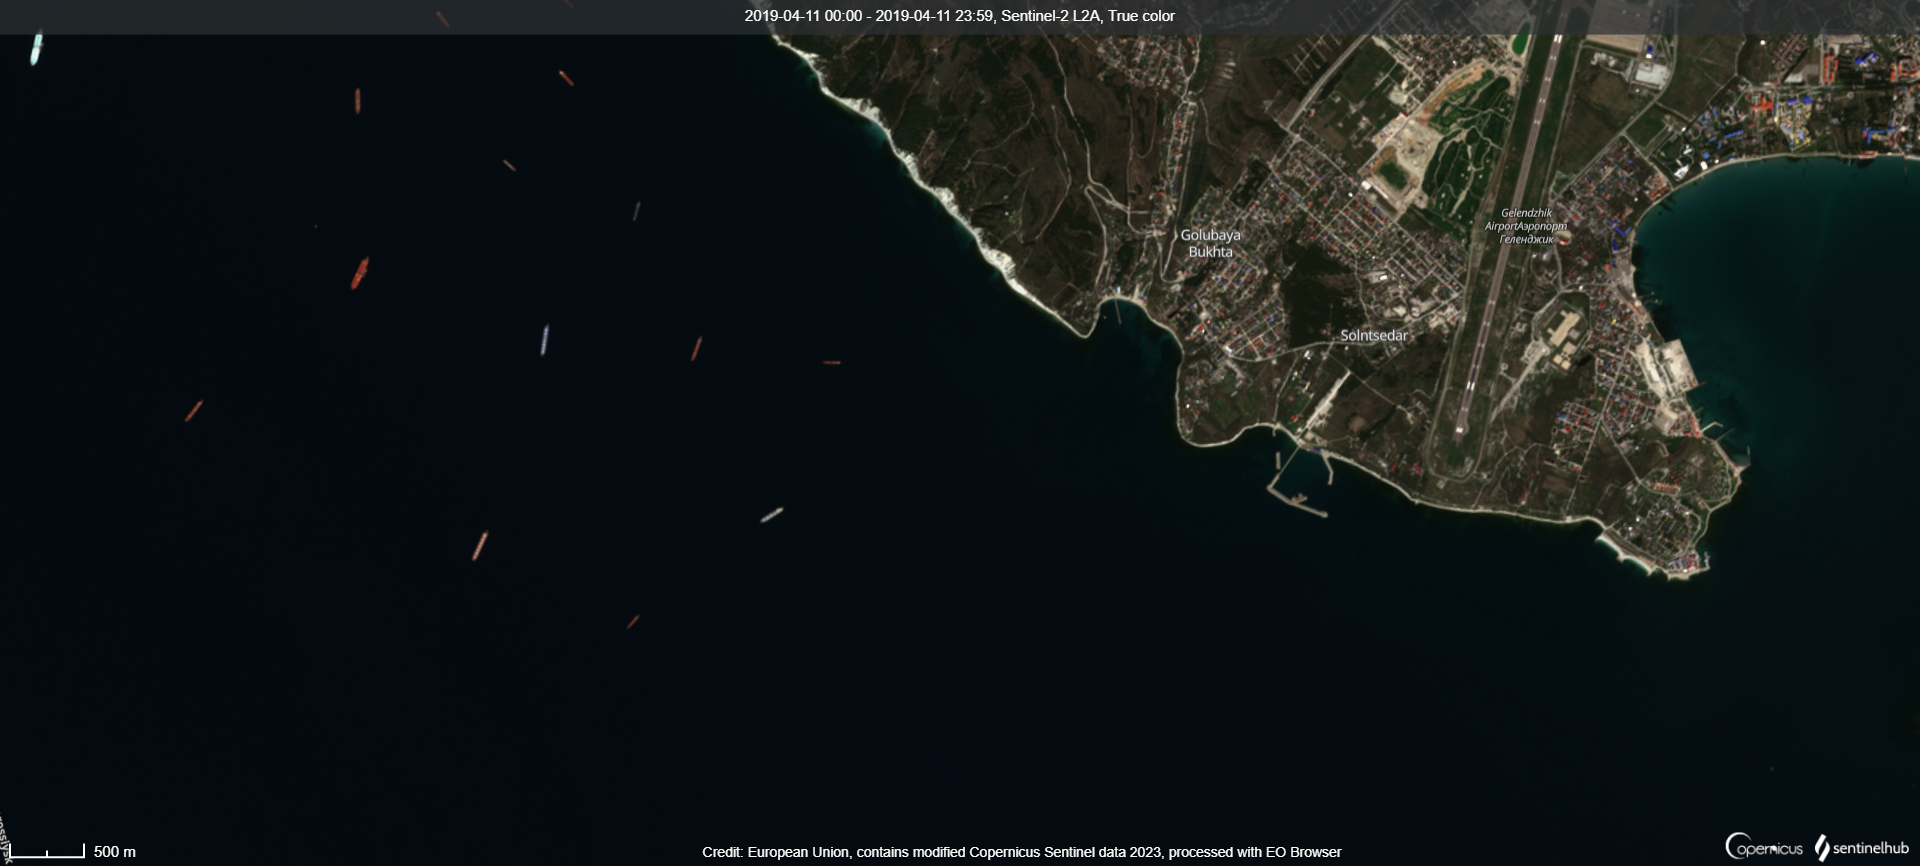 2019-04-11 00:00 - 2019-04-11 23:59, Sentinel-2 L2A, True color
Gelendzhik
AirportАэропорт
Геленджик
Golubaya
Bukhta
Solntsedar
500 m
Credit: European Union, contains modified Copernicus Sentinel data 2023, processed with EO Browser
Copernicus
sentinelhub